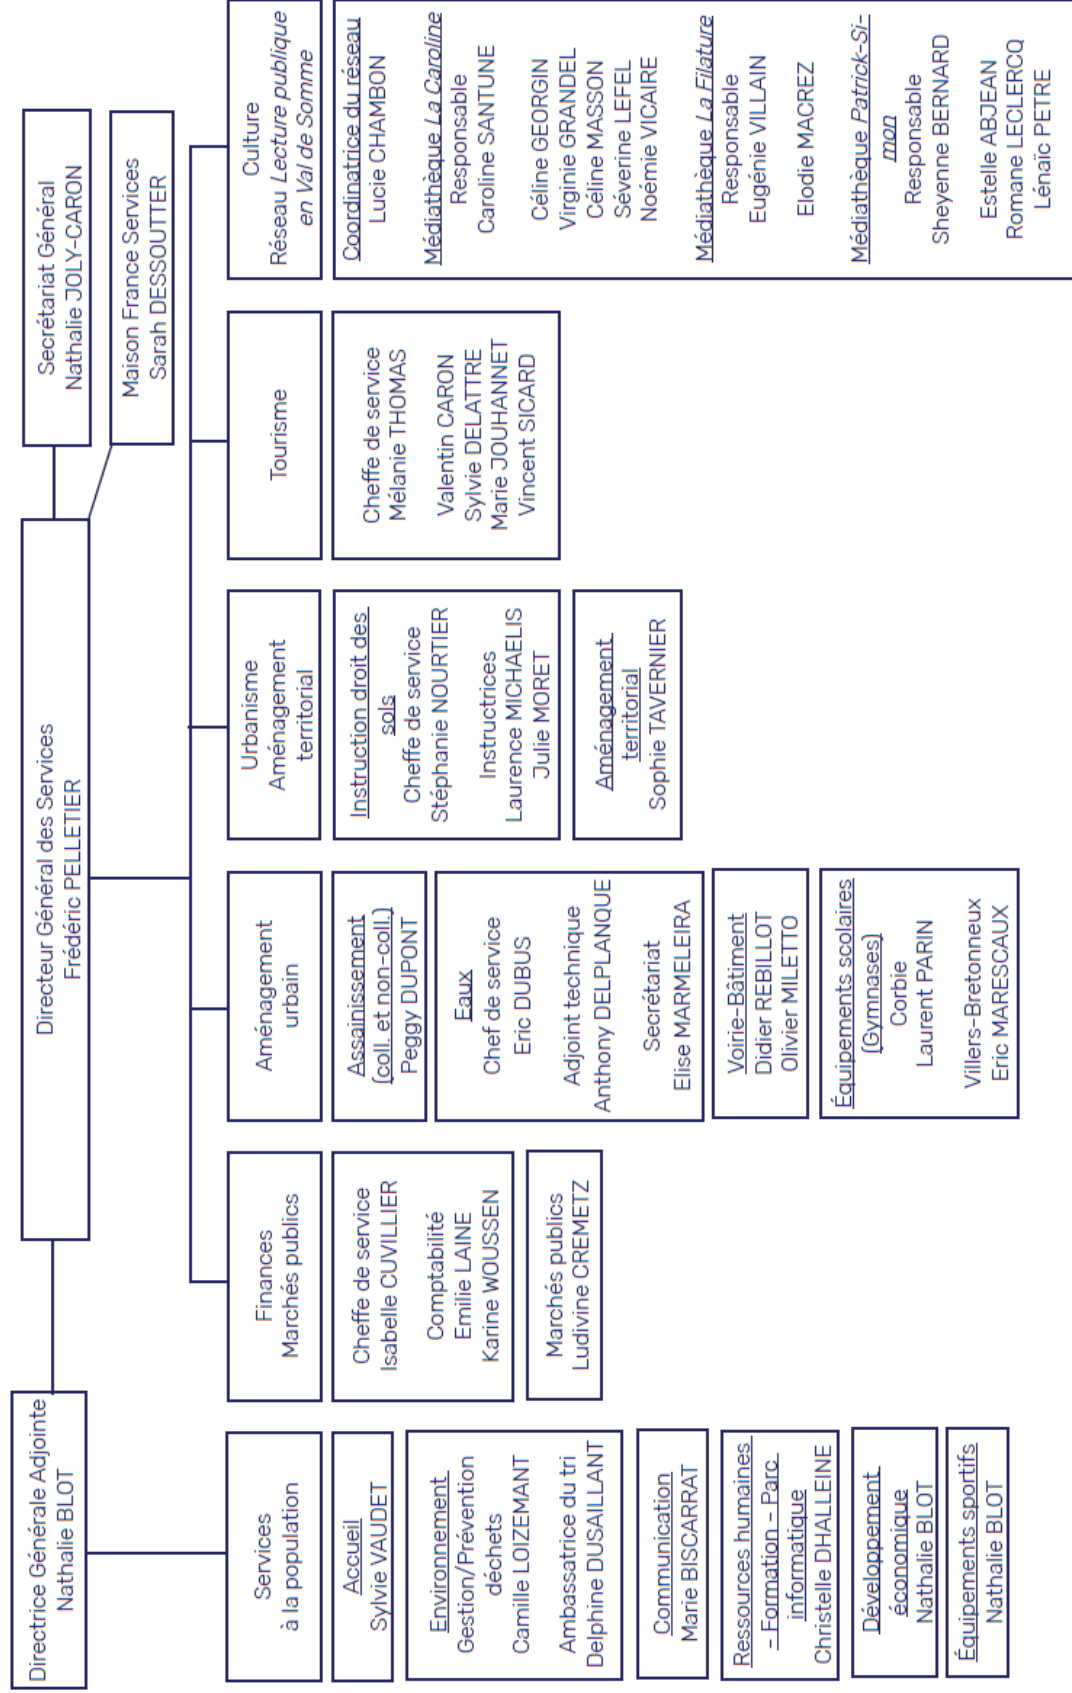 Directrice Générale Adjointe
Nathalie BLOT
Directeur Général des Services
Frédéric PELLETIER
Secrétariat Général
Nathalie JOLY-CARON
Maison France Services
Sarah DESSOUTTER
Services
à la population
Accueil
Sylvie VAUDET
Environnement
Gestion/Prévention
déchets
Camille LOIZEMANT
Ambassatrice du tri
Delphine DUSAILLANT
Communication
Marie BISCARRAT
Ressources humaines
- Formation - Parc
informatique
Christelle DHALLEINE
Développement
économique
Nathalie BLOT
Équipements sportifs
Nathalie BLOT
Finances
Marchés publics
Cheffe de service
Isabelle CUVILLIER
Comptabilité
Emilie LAINE
Karine WOUSSEN
Marchés publics
Ludivine CREMETZ
Aménagement
urbain
Assainissement
(coll. et non-coll.)
Peggy DUPONT
Eaux
Chef de service
Eric DUBUS
Adjoint technique
Anthony DELPLANQUE
Secrétariat
Elise MARMELEIRA
Voirie-Bâtiment
Didier REBILLOT
Olivier MILETTO
Équipements scolaires
(Gymnases)
Corbie
Laurent PARIN
Villers-Bretonneux
Eric MARESCAUX
Urbanisme
Aménagement
territorial
Instruction droit des
sols
Cheffe de service
Stéphanie NOURTIER
Instructrices
Laurence MICHAELIS
Julie MORET
Aménagement
territorial
Sophie TAVERNIER
Tourisme
Cheffe de service
Mélanie THOMAS
Valentin CARON
Sylvie DELATTRE
Marie JOUHANNET
Vincent SICARD
Culture
Réseau Lecture publique
en Val de Somme
Coordinatrice du réseau
Lucie CHAMBON
Médiathèque La Caroline
Responsable
Caroline SANTUNE
Céline GEORGIN
Virginie GRANDEL
Céline MASSON
Séverine LEFEL
Noémie VICAIRE
Médiathèque La Filature
Responsable
Eugénie VILLAIN
Elodie MACREZ
Médiathèque Patrick-Si-
mon
Responsable
Sheyenne BERNARD
Estelle ABJEAN
Romane LECLERCQ
Lénaïc PETRE